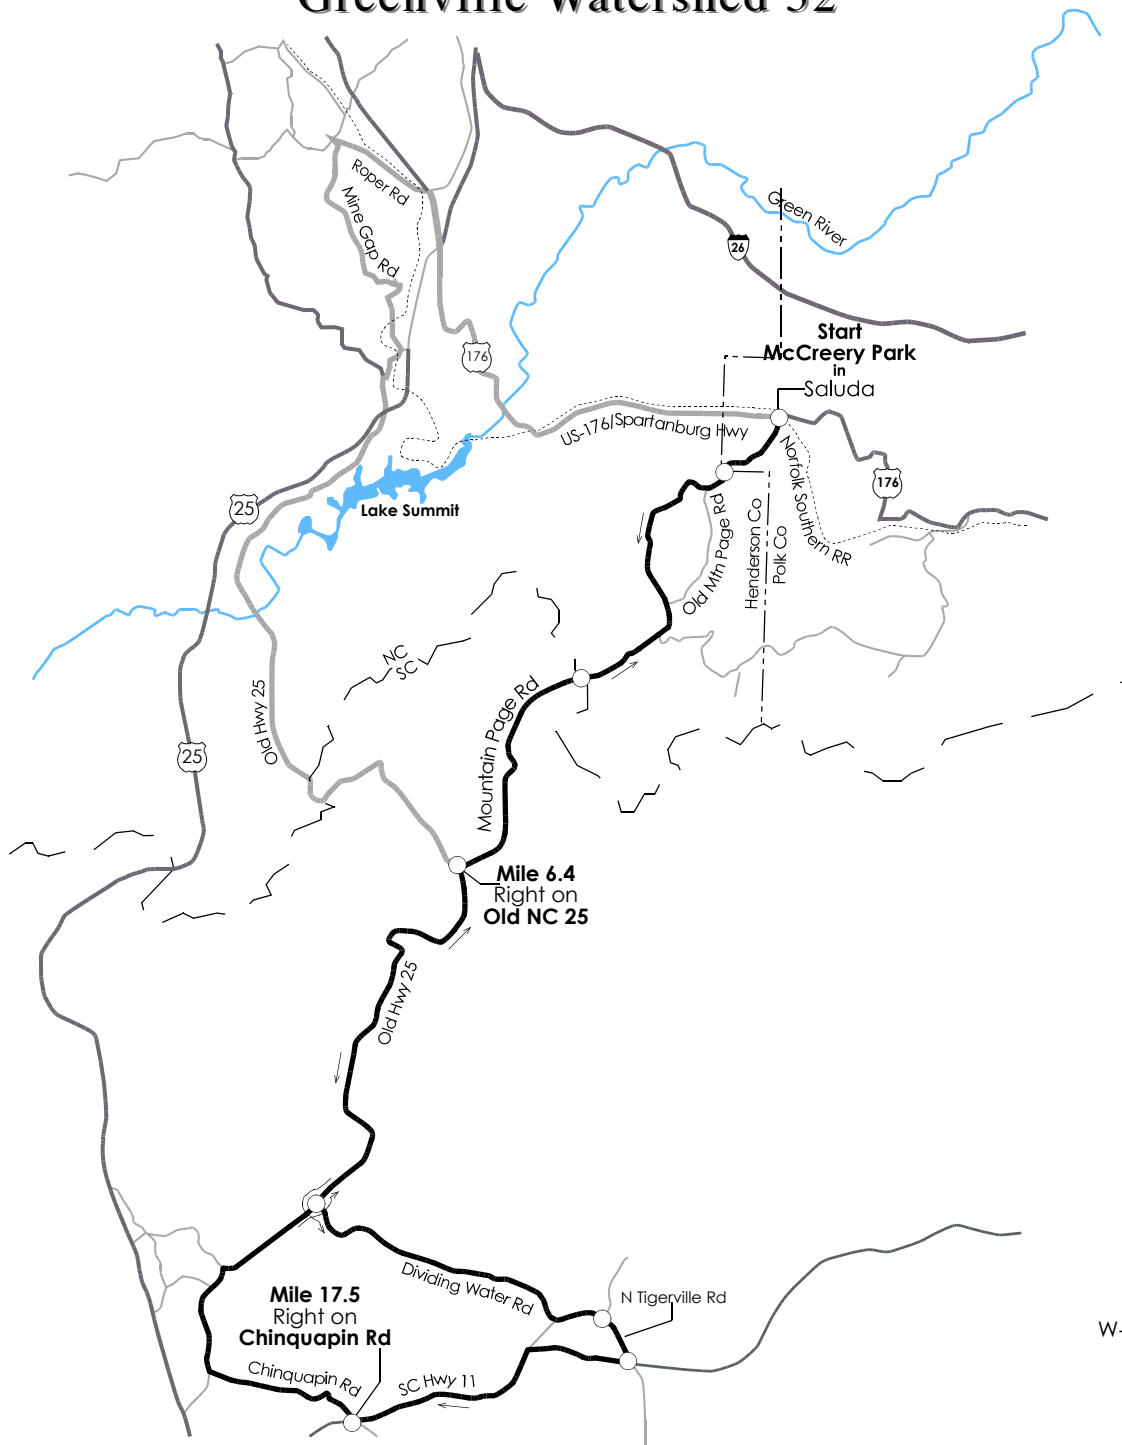 Greenville Watershed 32
Roper Rd
Mine Gap Rd
Green River
26
Start
McCreery Park
in
Saluda
176
US-176/Spartanburg Hwy
Norfolk Southern RR
176
25
Lake Summit
Old Mtn Page Rd
Henderson Co
Polk Co
NC
SC
Old Hwy 25
25
Mountain Page Rd
Mile 6.4
Right on
Old NC 25
Old Hwy 25
Dividing Water Rd
N Tigerville Rd
Mile 17.5
Right on
Chinquapin Rd
Chinquapin Rd
SC Hwy 11
W-